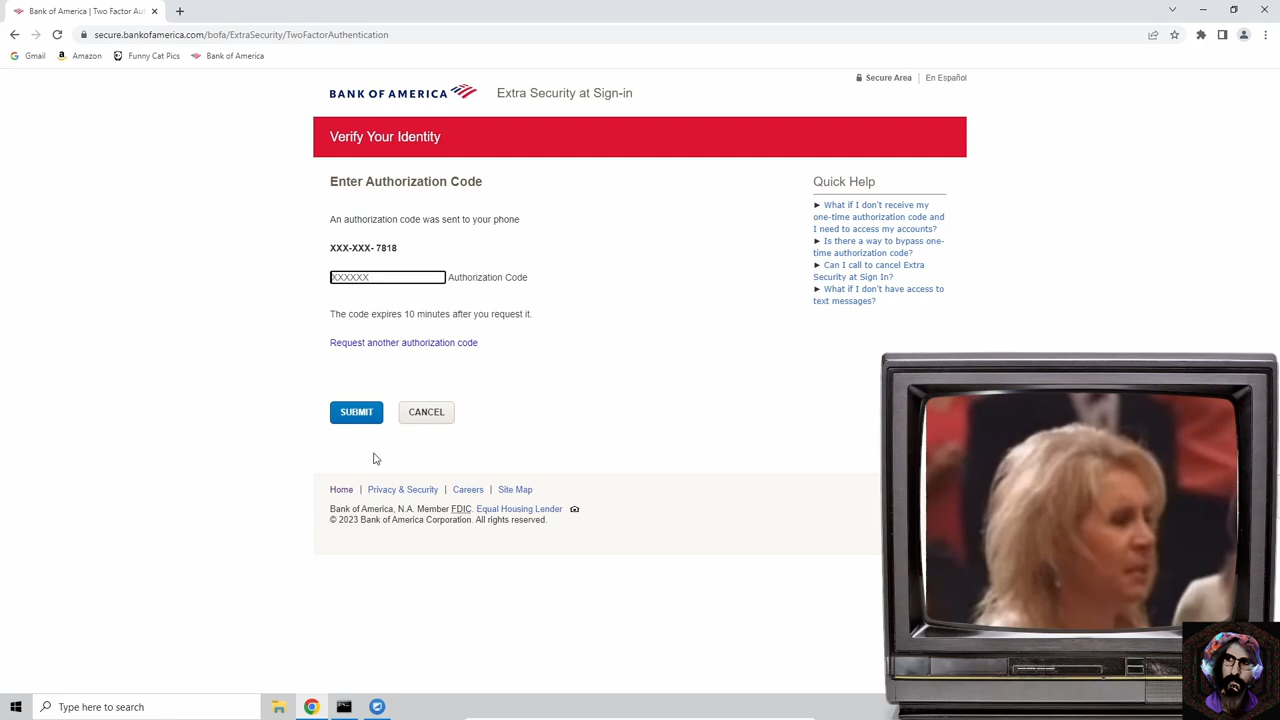 Bank of America | Two Factor Aut
secure.bankofamerica.com/bofa/ExtraSecurity/TwoFactorAuthentication
Gmail Amazon Funny Cat Pics Bank of America
Secure Area En Español
BANK OF AMERICA Extra Security at Sign-in
Verify Your Identity
Enter Authorization Code
An authorization code was sent to your phone
XXX-XXX- 7818
XXXXXX Authorization Code
The code expires 10 minutes after you request it.
Request another authorization code
SUBMIT CANCEL
Quick Help
What if I don't receive my
one-time authorization code and
I need to access my accounts?
Is there a way to bypass one-
time authorization code?
Can I call to cancel Extra
Security at Sign In?
What if I don't have access to
text messages?
Home | Privacy & Security | Careers | Site Map
Bank of America, N.A. Member FDIC. Equal Housing Lender
© 2023 Bank of America Corporation. All rights reserved.
Type here to search